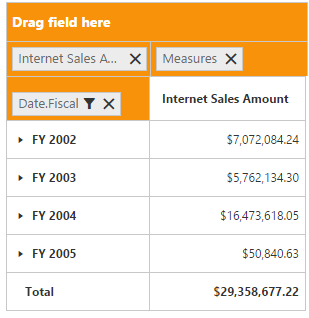 Drag field here
Internet Sales A... Measures
Date.Fiscal Internet Sales Amount
FY 2002 $7,072,084.24
FY 2003 $5,762,134.30
FY 2004 $16,473,618.05
FY 2005 $50,840.63
Total $29,358,677.22